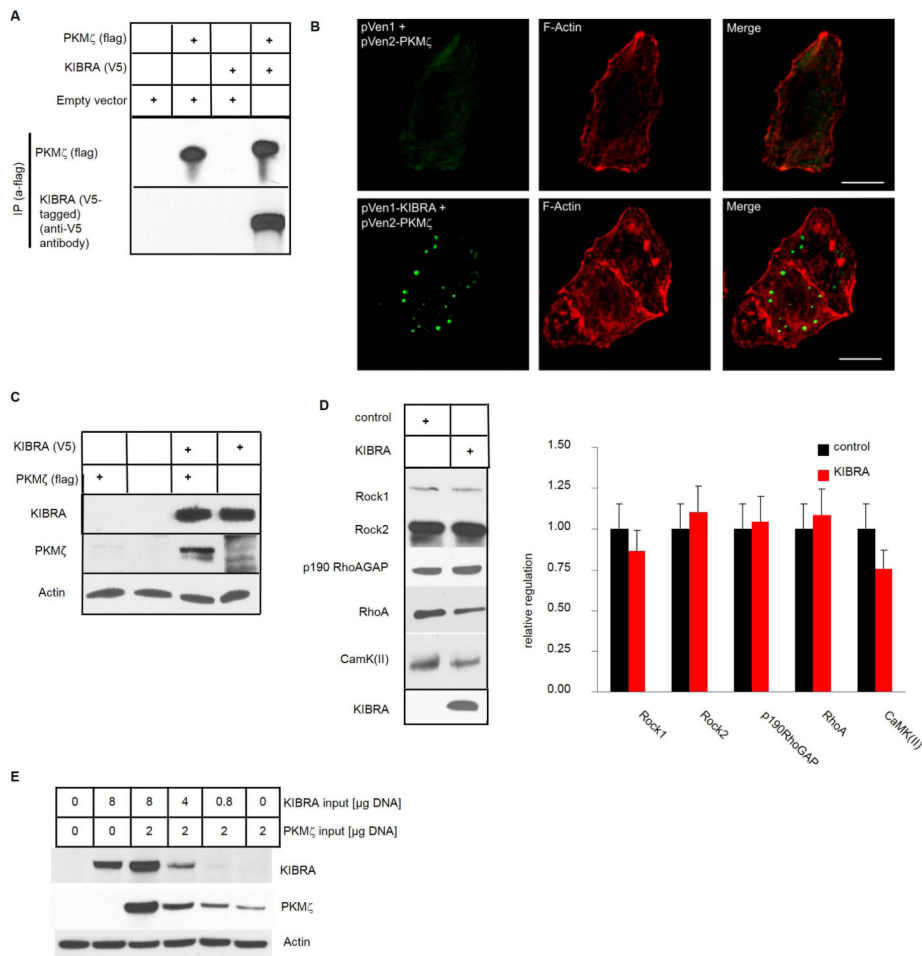 A
PKMζ (flag) + +
KIBRA (V5) + +
Empty vector + + +
IP (a-flag)
PKMζ (flag)
KIBRA (V5-
tagged)
(anti-V5
antibody)
B
pVen1 +
pVen2-PKMζ
F-Actin
Merge
pVen1-KIBRA +
pVen2-PKMζ
F-Actin
Merge
C
KIBRA (V5) + +
PKMζ (flag) + +
KIBRA
PKMζ
Actin
D
control +
KIBRA +
Rock1
Rock2
p190 RhoAGAP
RhoA
CamK(II)
KIBRA
relative regulation
1.50
1.25
1.00
0.75
0.50
0.25
0.00
control
KIBRA
Rock1
Rock2
p190RhoGAP
RhoA
CaMK(II)
E
0 8 8 4 0.8 0 KIBRA input [µg DNA]
0 0 2 2 2 2 PKMζ input [µg DNA]
KIBRA
PKMζ
Actin